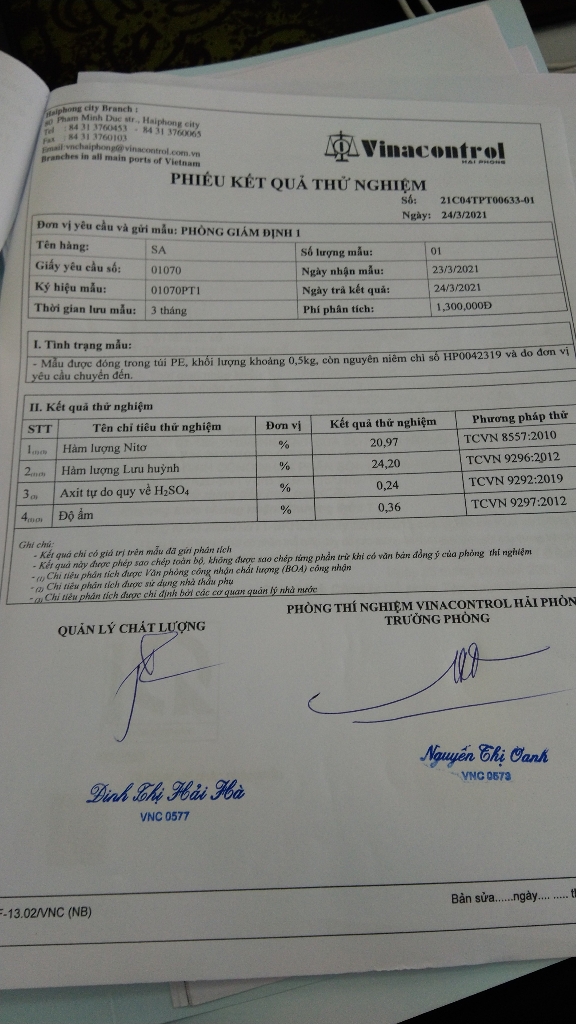 Haiphong city Branch :
80 Pham Minh Duc str., Haiphong city
Tel : 84 31 3760453 - 84 31 3760065
Fax : 84 31 3760103
Email:vnchaiphong@vinacontrol.com.vn
Branches in all main ports of Vietnam
Vinacontrol
HAI PHONG
PHIẾU KẾT QUẢ THỬ NGHIỆM
Số: 21C04TPT00633-01
Ngày: 24/3/2021
Đơn vị yêu cầu và gửi mẫu: PHÒNG GIÁM ĐỊNH 1
Tên hàng: SA Số lượng mẫu: 01
Giấy yêu cầu số: 01070 Ngày nhận mẫu: 23/3/2021
Ký hiệu mẫu: 01070PT1 Ngày trả kết quả: 24/3/2021
Thời gian lưu mẫu: 3 tháng Phí phân tích: 1,300,000Đ
I. Tình trạng mẫu:
- Mẫu được đóng trong túi PE, khối lượng khoảng 0,5kg, còn nguyên niêm chì số HP0042319 và do đơn vị
yêu cầu chuyển đến.
II. Kết quả thử nghiệm
STT Tên chỉ tiêu thử nghiệm Đơn vị Kết quả thử nghiệm Phương pháp thử
1(1)(3) Hàm lượng Nitơ % 20,97 TCVN 8557:2010
2(1)(3) Hàm lượng Lưu huỳnh % 24,20 TCVN 9296:2012
3(3) Axit tự do quy về H₂SO₄ % 0,24 TCVN 9292:2019
4(1)(3) Độ ẩm % 0,36 TCVN 9297:2012
Ghi chú:
- Kết quả chỉ có giá trị trên mẫu đã gửi phân tích
- Kết quả này được phép sao chép toàn bộ, không được sao chép từng phần trừ khi có văn bản đồng ý của phòng thí nghiệm
- (1) Chỉ tiêu phân tích được Văn phòng công nhận chất lượng (BOA) công nhận
- (2) Chỉ tiêu phân tích được sử dụng nhà thầu phụ
- (3) Chỉ tiêu phân tích được chỉ định bởi các cơ quan quản lý nhà nước
PHÒNG THÍ NGHIỆM VINACONTROL HẢI PHÒN
QUẢN LÝ CHẤT LƯỢNG TRƯỞNG PHÒNG
Nguyễn Thị Oanh
VNC 0573
Đinh Thị Hải Hà
VNC 0577
F-13.02/VNC (NB) Bản sửa......ngày.... ..... th